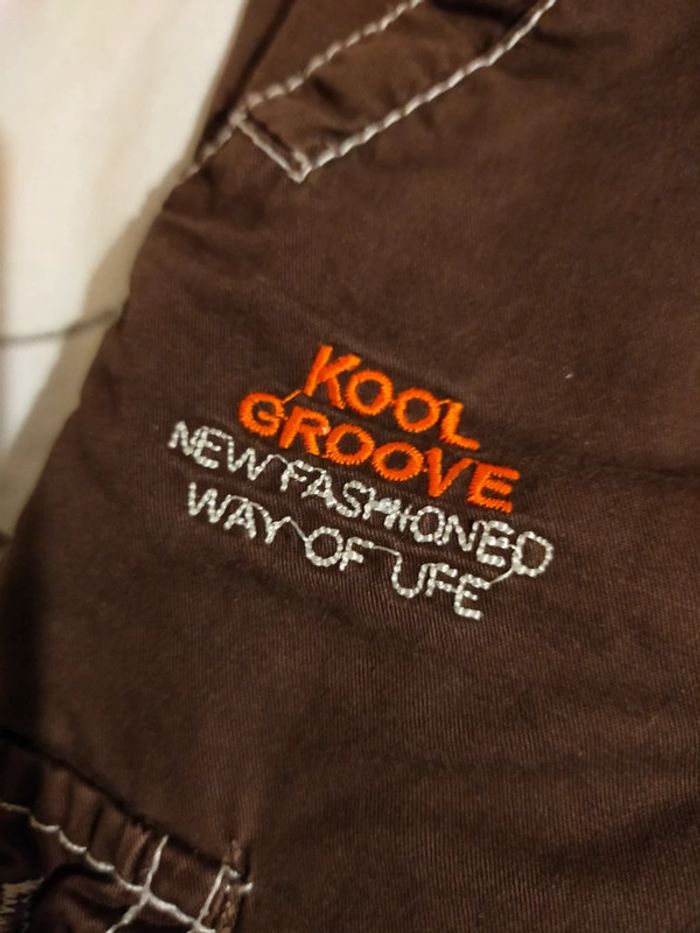 KOOL
GROOVE
NEW FASHIONED
WAY OF LIFE